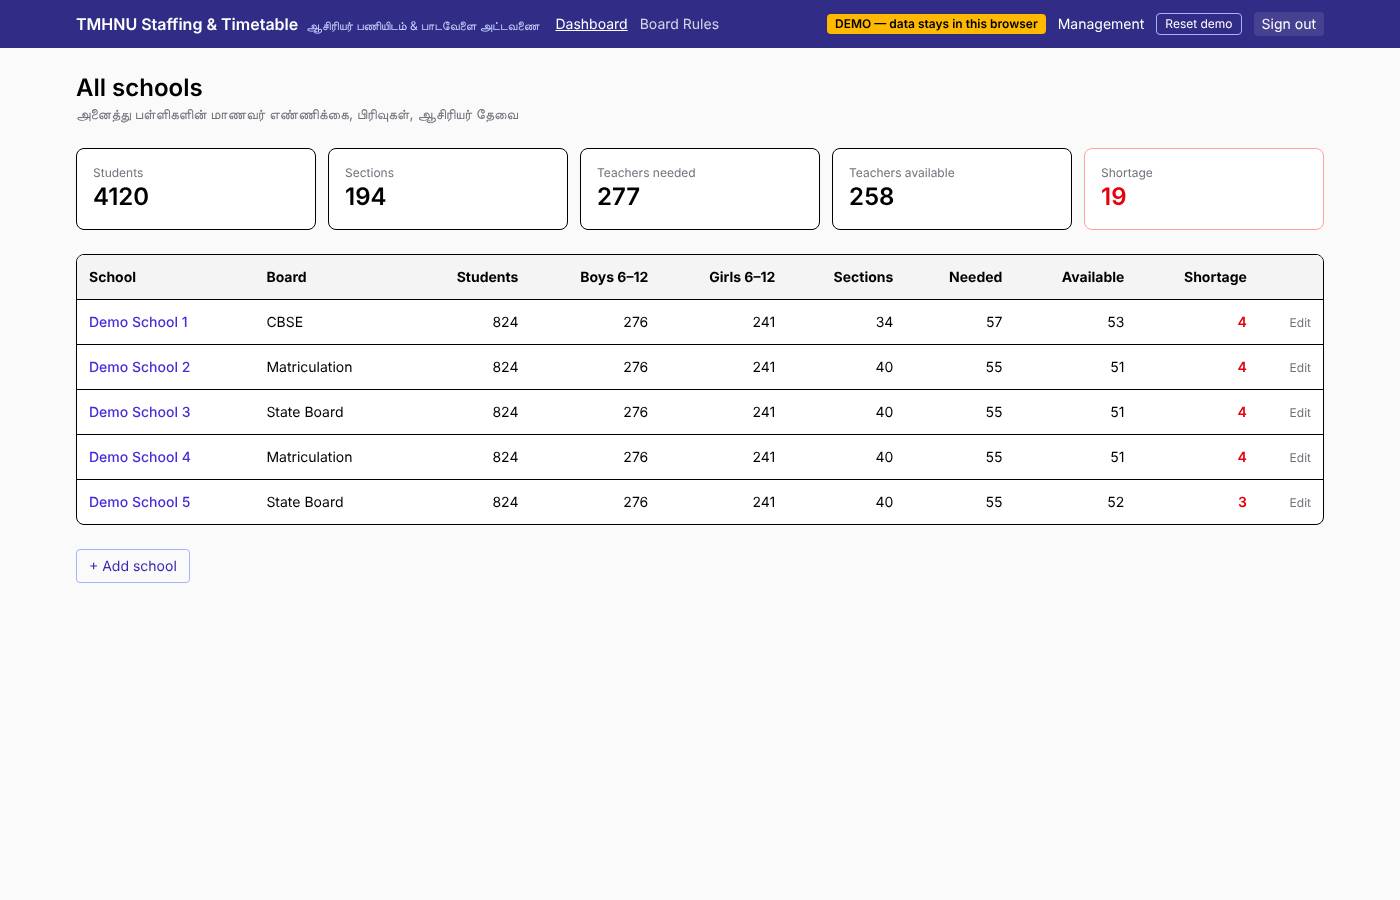 TMHNU Staffing & Timetable ஆசிரியர் பணியிடம் & பாடவேளை அட்டவணை Dashboard Board Rules DEMO — data stays in this browser Management Reset demo Sign out
All schools
அனைத்து பள்ளிகளின் மாணவர் எண்ணிக்கை, பிரிவுகள், ஆசிரியர் தேவை
Students Sections Teachers needed Teachers available Shortage
4120 194 277 258 19
School Board Students Boys 6–12 Girls 6–12 Sections Needed Available Shortage
Demo School 1 CBSE 824 276 241 34 57 53 4 Edit
Demo School 2 Matriculation 824 276 241 40 55 51 4 Edit
Demo School 3 State Board 824 276 241 40 55 51 4 Edit
Demo School 4 Matriculation 824 276 241 40 55 51 4 Edit
Demo School 5 State Board 824 276 241 40 55 52 3 Edit
+ Add school